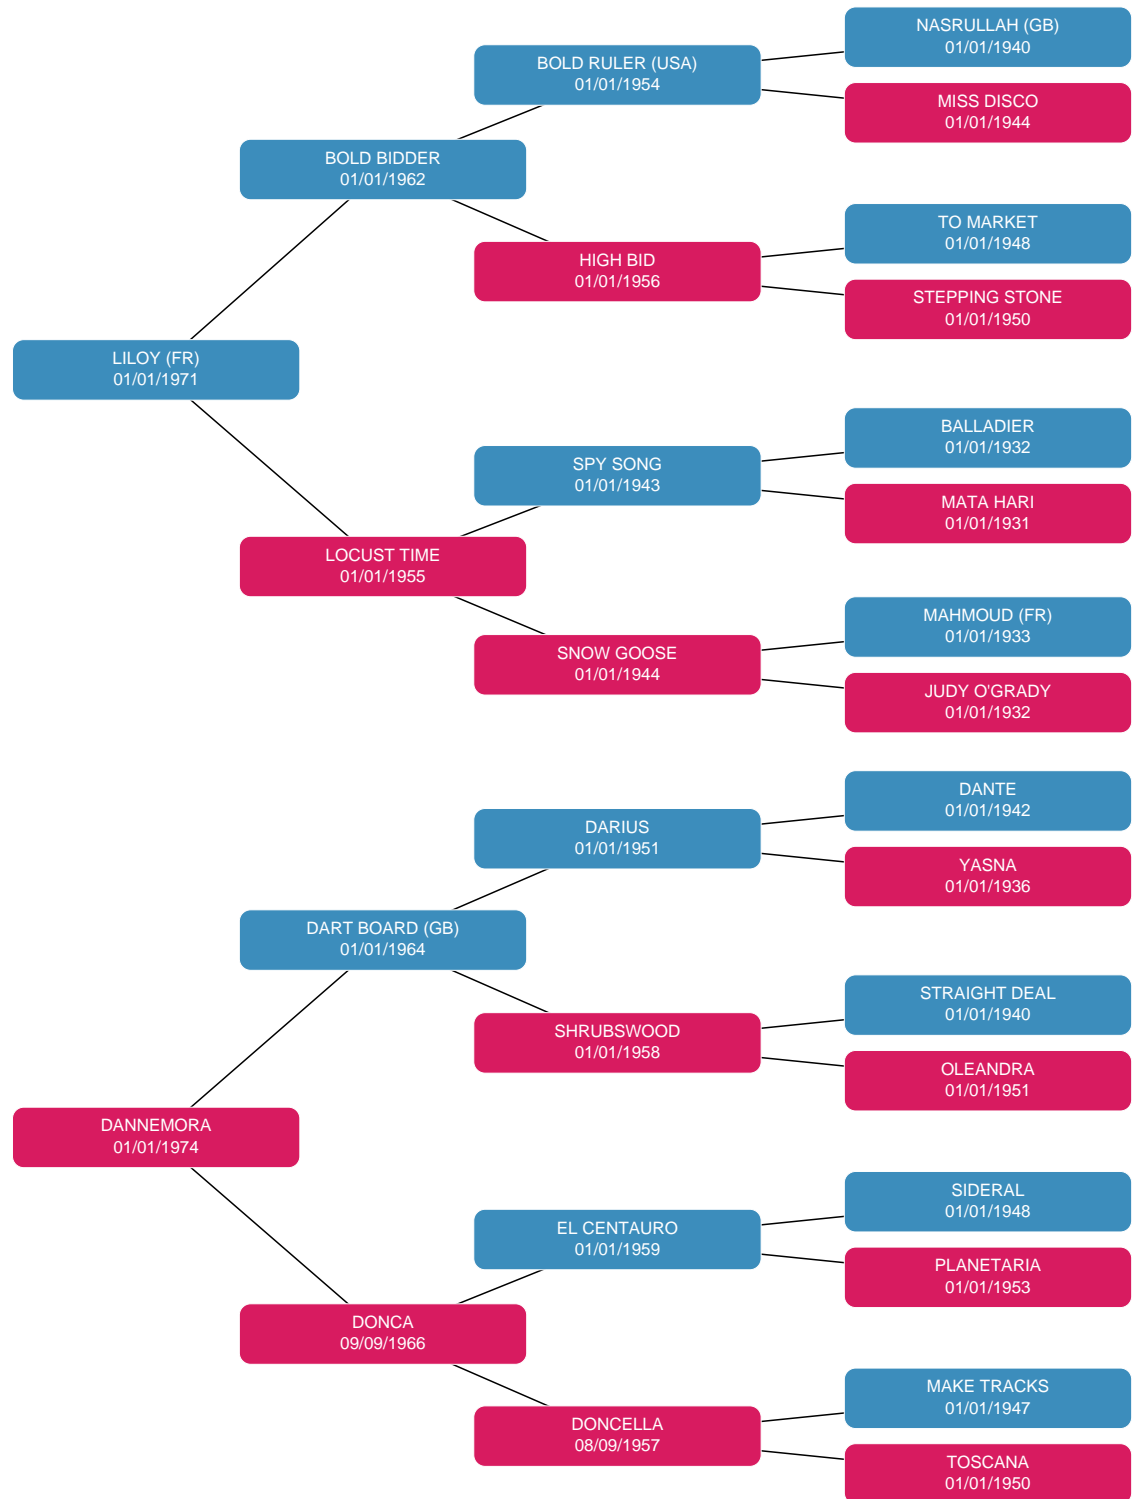 NASRULLAH (GB)
01/01/1940
BOLD RULER (USA)
01/01/1954
MISS DISCO
01/01/1944
BOLD BIDDER
01/01/1962
TO MARKET
01/01/1948
HIGH BID
01/01/1956
STEPPING STONE
01/01/1950
LILOY (FR)
01/01/1971
BALLADIER
01/01/1932
SPY SONG
01/01/1943
MATA HARI
01/01/1931
LOCUST TIME
01/01/1955
MAHMOUD (FR)
01/01/1933
SNOW GOOSE
01/01/1944
JUDY O'GRADY
01/01/1932
DANTE
01/01/1942
DARIUS
01/01/1951
YASNA
01/01/1936
DART BOARD (GB)
01/01/1964
STRAIGHT DEAL
01/01/1940
SHRUBSWOOD
01/01/1958
OLEANDRA
01/01/1951
DANNEMORA
01/01/1974
SIDERAL
01/01/1948
EL CENTAURO
01/01/1959
PLANETARIA
01/01/1953
DONCA
09/09/1966
MAKE TRACKS
01/01/1947
DONCELLA
08/09/1957
TOSCANA
01/01/1950